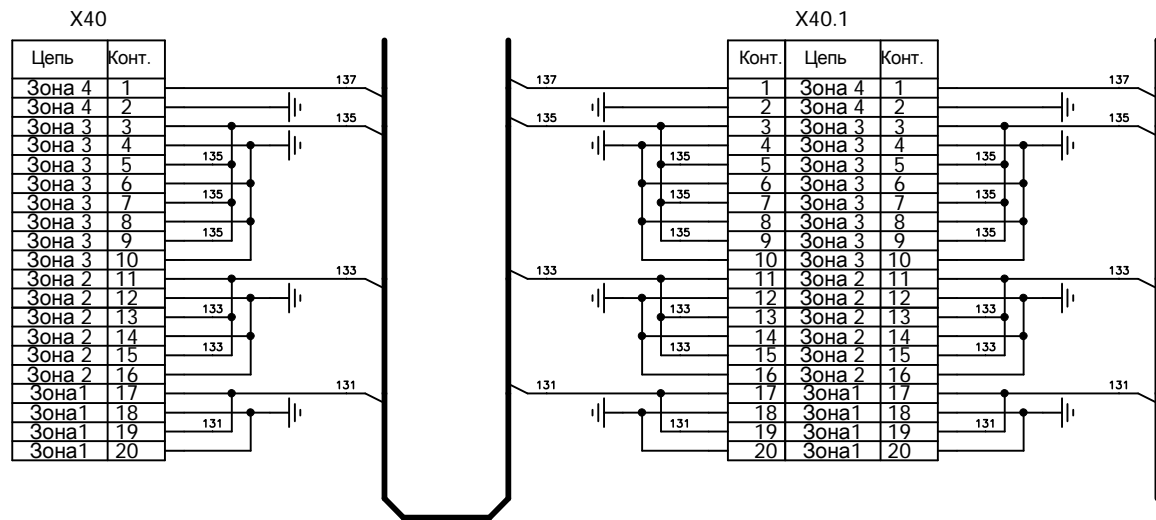 X40
X40.1
Цепь Конт.
Конт. Цепь Конт.
Зона 4 1 137 137 1 Зона 4 1 137
Зона 4 2 2 Зона 4 2
Зона 3 3 135 135 3 Зона 3 3 135
Зона 3 4 4 Зона 3 4
Зона 3 5 135 135 5 Зона 3 5 135
Зона 3 6 6 Зона 3 6
Зона 3 7 135 135 7 Зона 3 7 135
Зона 3 8 8 Зона 3 8
Зона 3 9 135 135 9 Зона 3 9 135
Зона 3 10 10 Зона 3 10
Зона 2 11 133 133 11 Зона 2 11 133
Зона 2 12 12 Зона 2 12
Зона 2 13 133 133 13 Зона 2 13 133
Зона 2 14 14 Зона 2 14
Зона 2 15 133 133 15 Зона 2 15 133
Зона 2 16 16 Зона 2 16
Зона1 17 131 131 17 Зона1 17 131
Зона1 18 18 Зона1 18
Зона1 19 131 131 19 Зона1 19 131
Зона1 20 20 Зона1 20